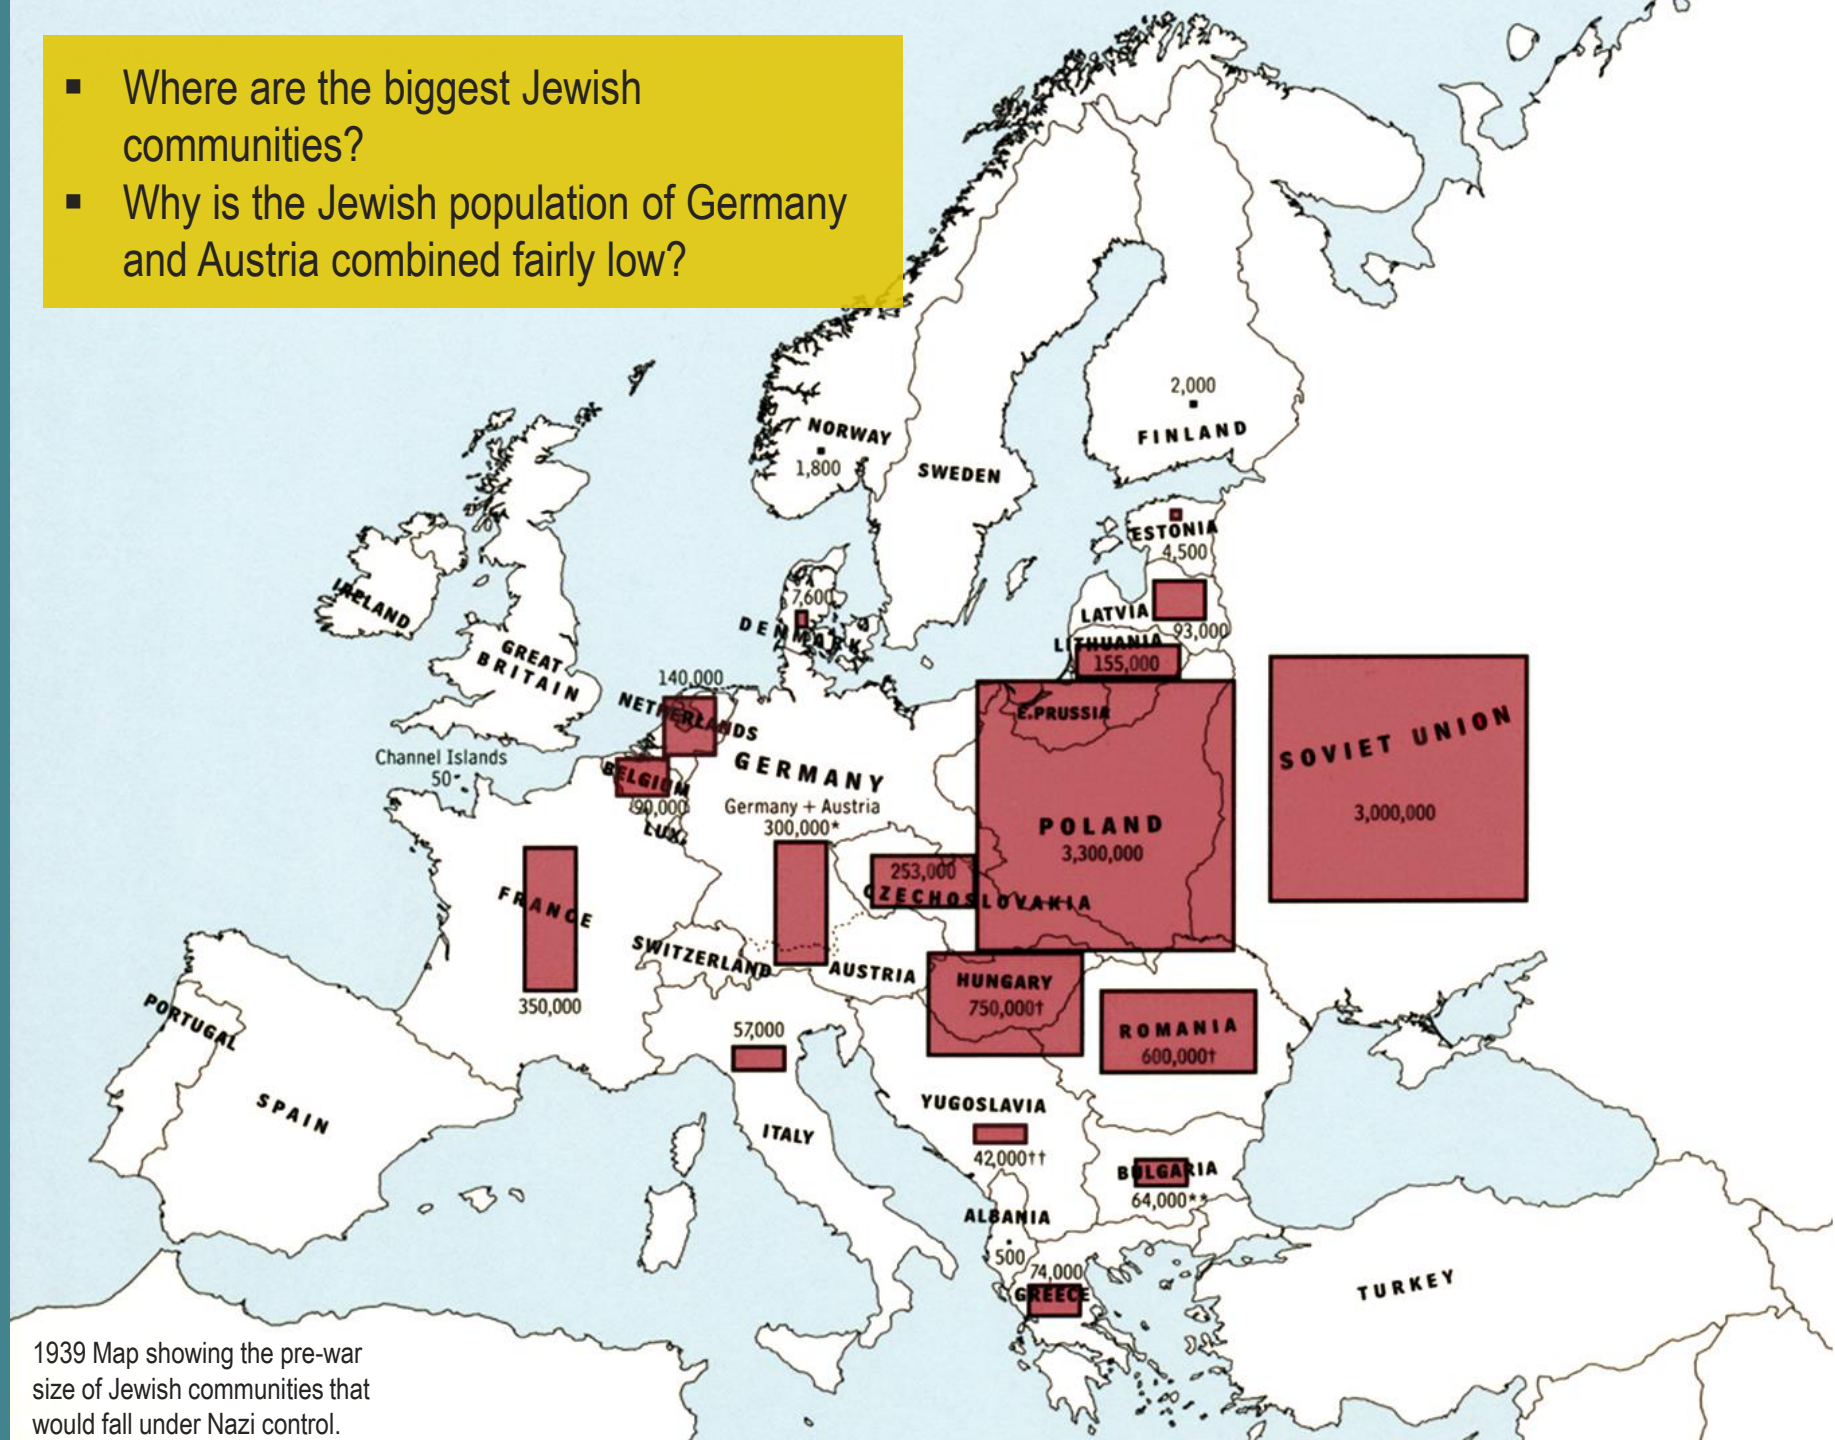 ▪ Where are the biggest Jewish
communities?
▪ Why is the Jewish population of Germany
and Austria combined fairly low?
2,000
FINLAND
NORWAY
1,800
SWEDEN
ESTONIA
4,500
IRELAND
7,600
DENMARK
LATVIA
93,000
LITHUANIA
155,000
GREAT
BRITAIN
140,000
NETHERLANDS
E.PRUSSIA
SOVIET UNION
3,000,000
Channel Islands
50
BELGIUM
90,000
LUX.
GERMANY
Germany + Austria
300,000*
POLAND
3,300,000
253,000
CZECHOSLOVAKIA
FRANCE
350,000
SWITZERLAND
AUSTRIA
HUNGARY
750,000†
ROMANIA
600,000†
PORTUGAL
SPAIN
57,000
ITALY
YUGOSLAVIA
42,000††
BULGARIA
64,000**
ALBANIA
500
74,000
GREECE
TURKEY
1939 Map showing the pre-war
size of Jewish communities that
would fall under Nazi control.